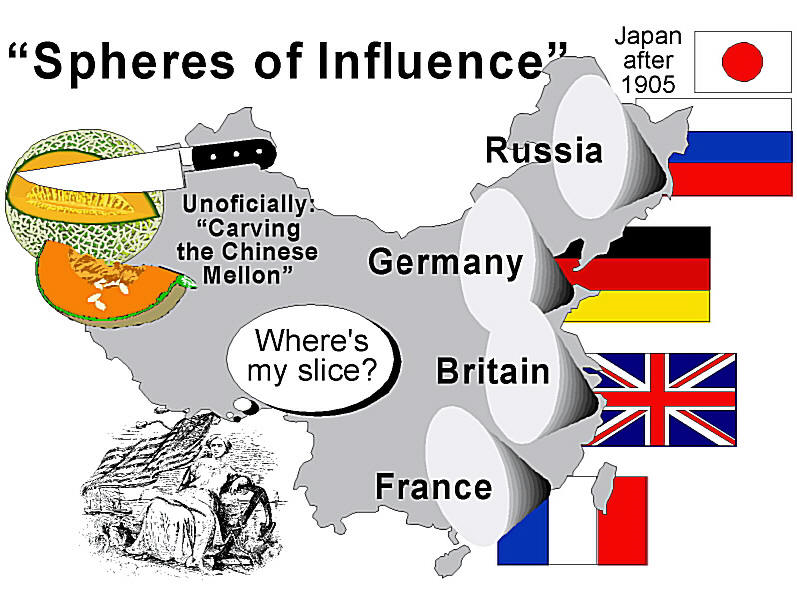 “Spheres of Influence”
Japan
after
1905
Russia
Unoficially:
“Carving
the Chinese
Mellon”
Germany
Where's
my slice?
Britain
France